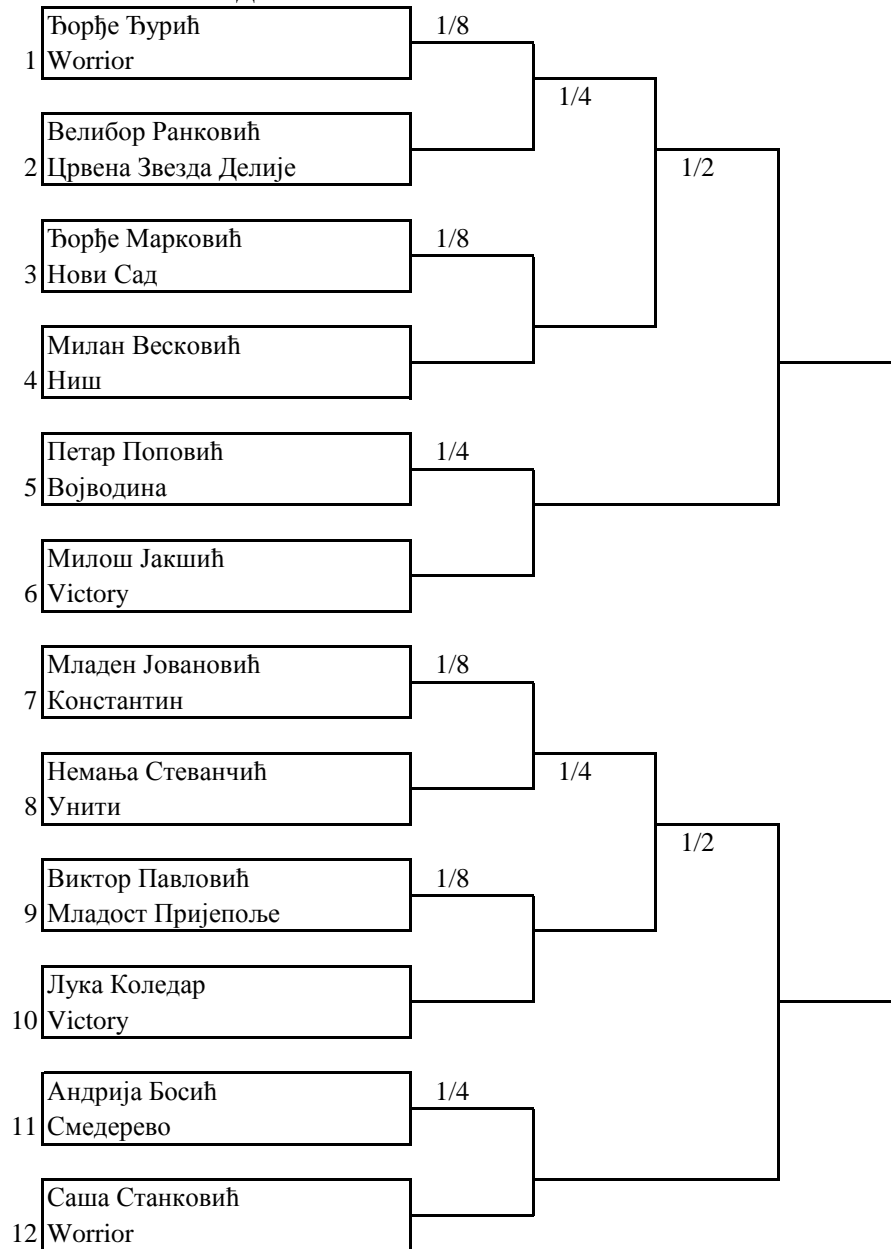 Ђорђе Ђурић 1/8
1 Worrior
1/4
Велибор Ранковић
2 Црвена Звезда Делије 1/2
Ђорђе Марковић 1/8
3 Нови Сад
Милан Весковић
4 Ниш
Петар Поповић 1/4
5 Војводина
Милош Јакшић
6 Victory
Младен Јовановић 1/8
7 Константин
Немања Стеванчић 1/4
8 Унити
1/2
Виктор Павловић 1/8
9 Младост Пријепоље
Лука Коледар
10 Victory
Андрија Босић 1/4
11 Смедерево
Саша Станковић
12 Worrior